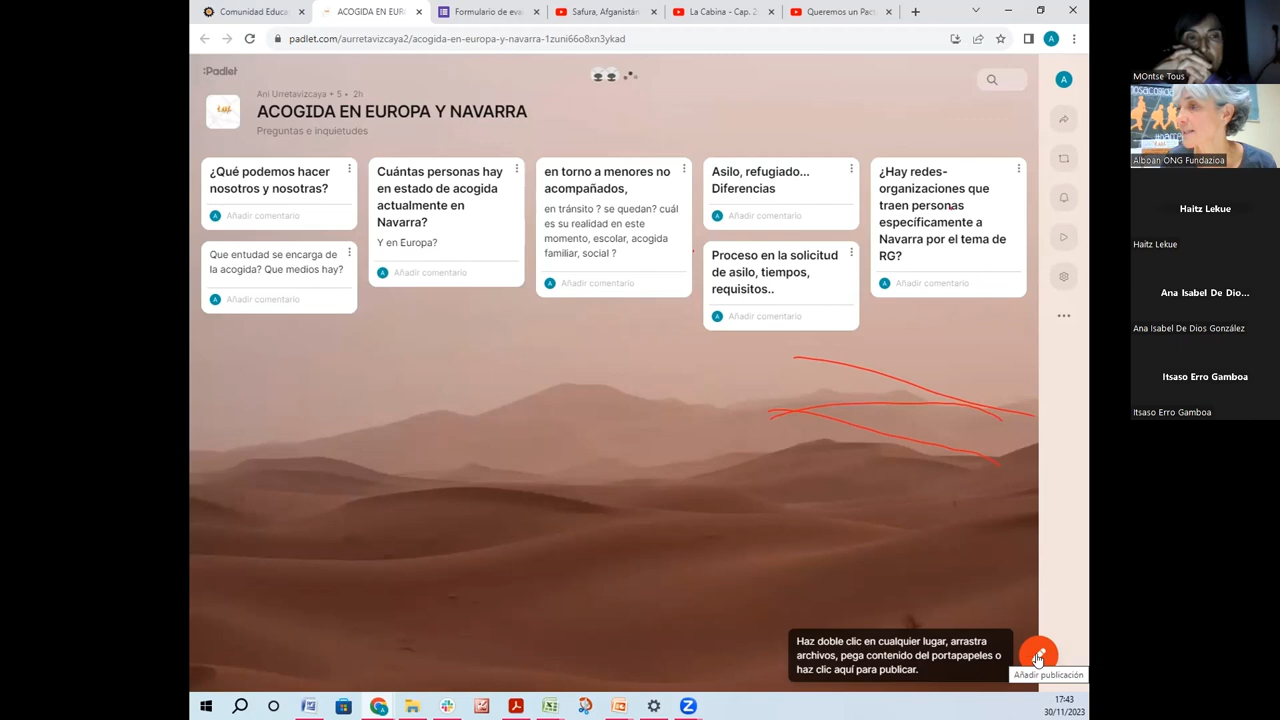 Comunidad Educa
ACOGIDA EN EUR
Formulario de eva
Safura, Afganistán
La Cabina - Cap. 2
Queremos un Pac
padlet.com/aurretavizcaya2/acogida-en-europa-y-navarra-1zuni66o8xn3ykad
A
:Padlet
Ani Urretavizcaya + 5 • 2h
ACOGIDA EN EUROPA Y NAVARRA
Preguntas e inquietudes
A
¿Qué podemos hacer
nosotros y nosotras?
A Añadir comentario
Que entudad se encarga de
la acogida? Que medios hay?
A Añadir comentario
Cuántas personas hay
en estado de acogida
actualmente en
Navarra?
Y en Europa?
A Añadir comentario
en torno a menores no
acompañados,
en tránsito ? se quedan? cuál
es su realidad en este
momento, escolar, acogida
familiar, social ?
A Añadir comentario
Asilo, refugiado...
Diferencias
A Añadir comentario
Proceso en la solicitud
de asilo, tiempos,
requisitos..
A Añadir comentario
¿Hay redes-
organizaciones que
traen personas
específicamente a
Navarra por el tema de
RG?
A Añadir comentario
Haz doble clic en cualquier lugar, arrastra
archivos, pega contenido del portapapeles o
haz clic aquí para publicar.
Añadir publicación
17:43
30/11/2023
MOntse Tous
Alboan ONG Fundazioa
Haitz Lekue
Haitz Lekue
Ana Isabel De Dio...
Ana Isabel De Dios González
Itsaso Erro Gamboa
Itsaso Erro Gamboa